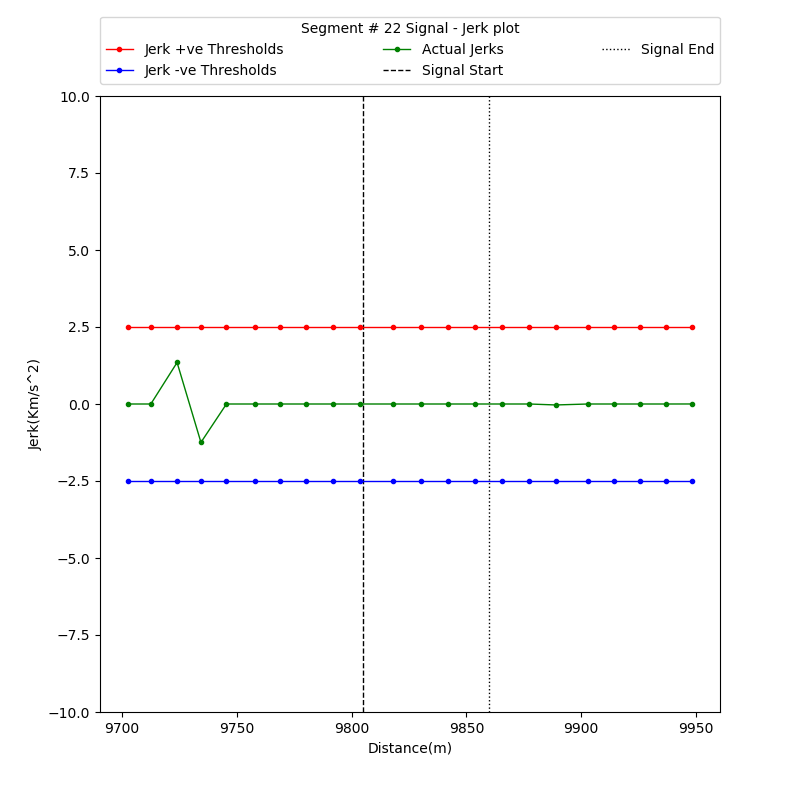 Segment # 22 Signal - Jerk plot
Jerk +ve Thresholds
Jerk -ve Thresholds
Actual Jerks
Signal Start
Signal End
10.0
7.5
5.0
2.5
0.0
−2.5
−5.0
−7.5
−10.0
Jerk(Km/s^2)
9700 9750 9800 9850 9900 9950
Distance(m)